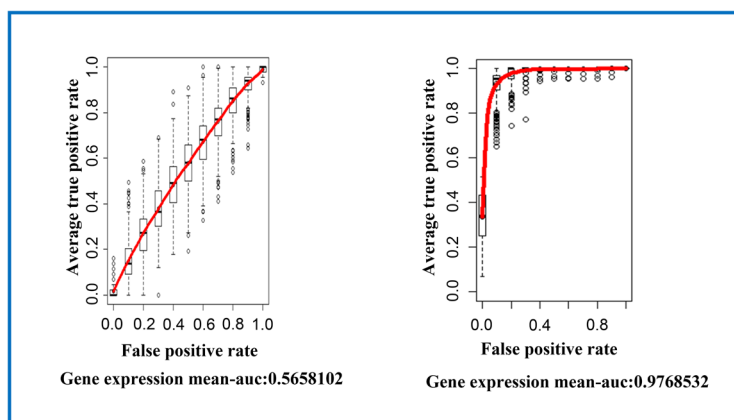 Average true positive rate
1.0
0.8
0.6
0.4
0.2
0.0
0.0 0.2 0.4 0.6 0.8 1.0
False positive rate
Gene expression mean-auc:0.5658102
Average true positive rate
1.0
0.8
0.6
0.4
0.2
0.0
0.0 0.4 0.8
False positive rate
Gene expression mean-auc:0.9768532